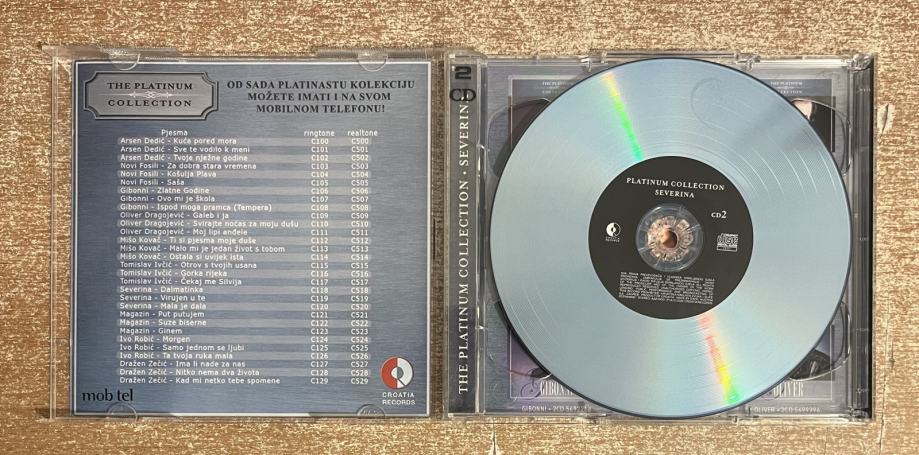 THE PLATINUM
COLLECTION
OD SADA PLATINASTU KOLEKCIJU
MOŽETE IMATI I NA SVOM
MOBILNOM TELEFONU!
Pjesma ringtone realtone
Arsen Dedić - Kuća pored mora C100 C500
Arsen Dedić - Sve te vodilo k meni C101 C501
Arsen Dedić - Tvoje nježne godine C102 C502
Novi Fosili - Za dobra stara vremena C103 C503
Novi Fosili - Košulja Plava C104 C504
Novi Fosili - Saša C105 C505
Gibonni - Zlatne Godine C106 C506
Gibonni - Ovo mi je škola C107 C507
Gibonni - Ispod moga pramca (Tempera) C108 C508
Oliver Dragojević - Galeb i ja C109 C509
Oliver Dragojević - Svirajte noćas za moju dušu C110 C510
Oliver Dragojević - Moj lipi anđele C111 C511
Mišo Kovač - Ti si pjesma moje duše C112 C512
Mišo Kovač - Malo mi je jedan život s tobom C113 C513
Mišo Kovač - Ostala si uvijek ista C114 C514
Tomislav Ivčić - Otrov s tvojih usana C115 C515
Tomislav Ivčić - Gorka rijeka C116 C516
Tomislav Ivčić - Čekaj me Silvija C117 C517
Severina - Dalmatinka C118 C518
Severina - Virujen u te C119 C519
Severina - Mala je dala C120 C520
Magazin - Put putujem C121 C521
Magazin - Suze biserne C122 C522
Magazin - Ginem C123 C523
Ivo Robić - Morgen C124 C524
Ivo Robić - Samo jednom se ljubi C125 C525
Ivo Robić - Ta tvoja ruka mala C126 C526
Dražen Zečić - Ima li nade za nas C127 C527
Dražen Zečić - Nitko nema dva života C128 C528
Dražen Zečić - Kad mi netko tebe spomene C129 C529
mobtel
CROATIA
RECORDS
2
CD
THE PLATINUM COLLECTION · SEVERINA
PLATINUM COLLECTION
SEVERINA
CD2
CROATIA
RECORDS
GIBONNI
OLIVER
GIBONNI • 2CD
OLIVER • 2CD 5699996